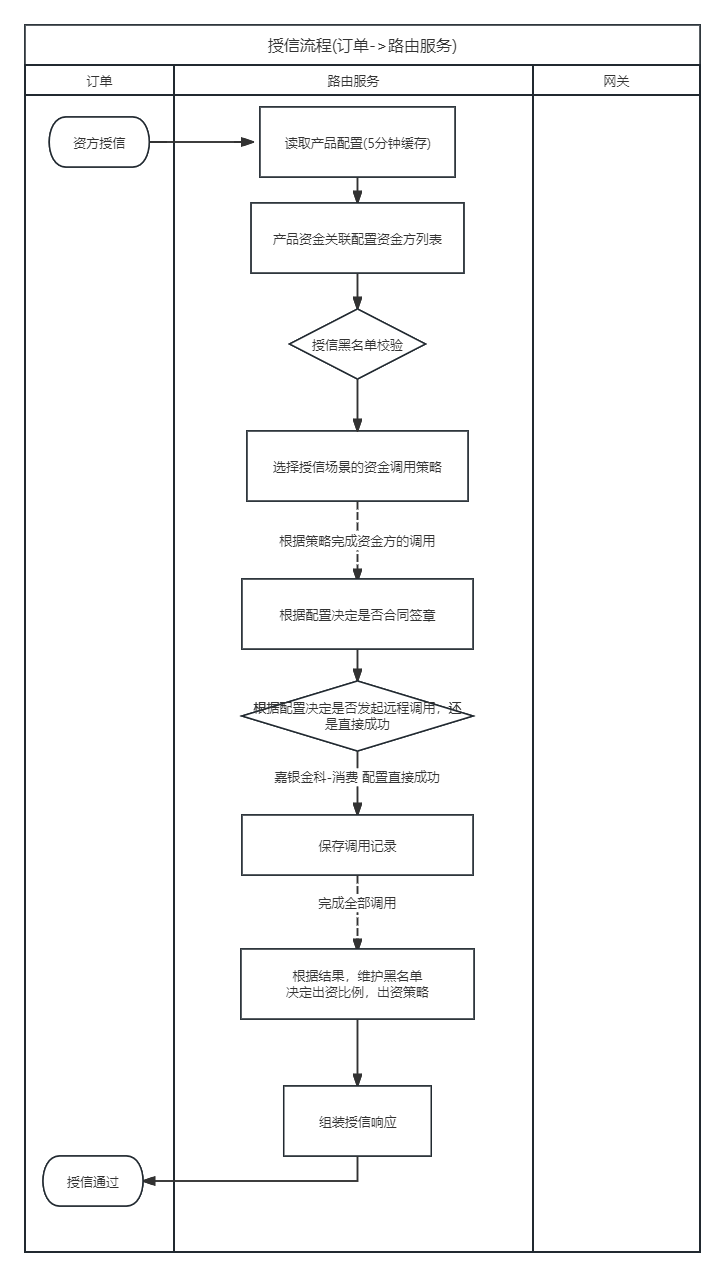 授信流程(订单->路由服务)
订单
路由服务
网关
资方授信
读取产品配置(5分钟缓存)
产品资金关联配置资金方列表
授信黑名单校验
选择授信场景的资金调用策略
根据策略完成资金方的调用
根据配置决定是否合同签章
根据配置决定是否发起远程调用，还
是直接成功
嘉银金科-消费 配置直接成功
保存调用记录
完成全部调用
根据结果，维护黑名单
决定出资比例，出资策略
组装授信响应
授信通过